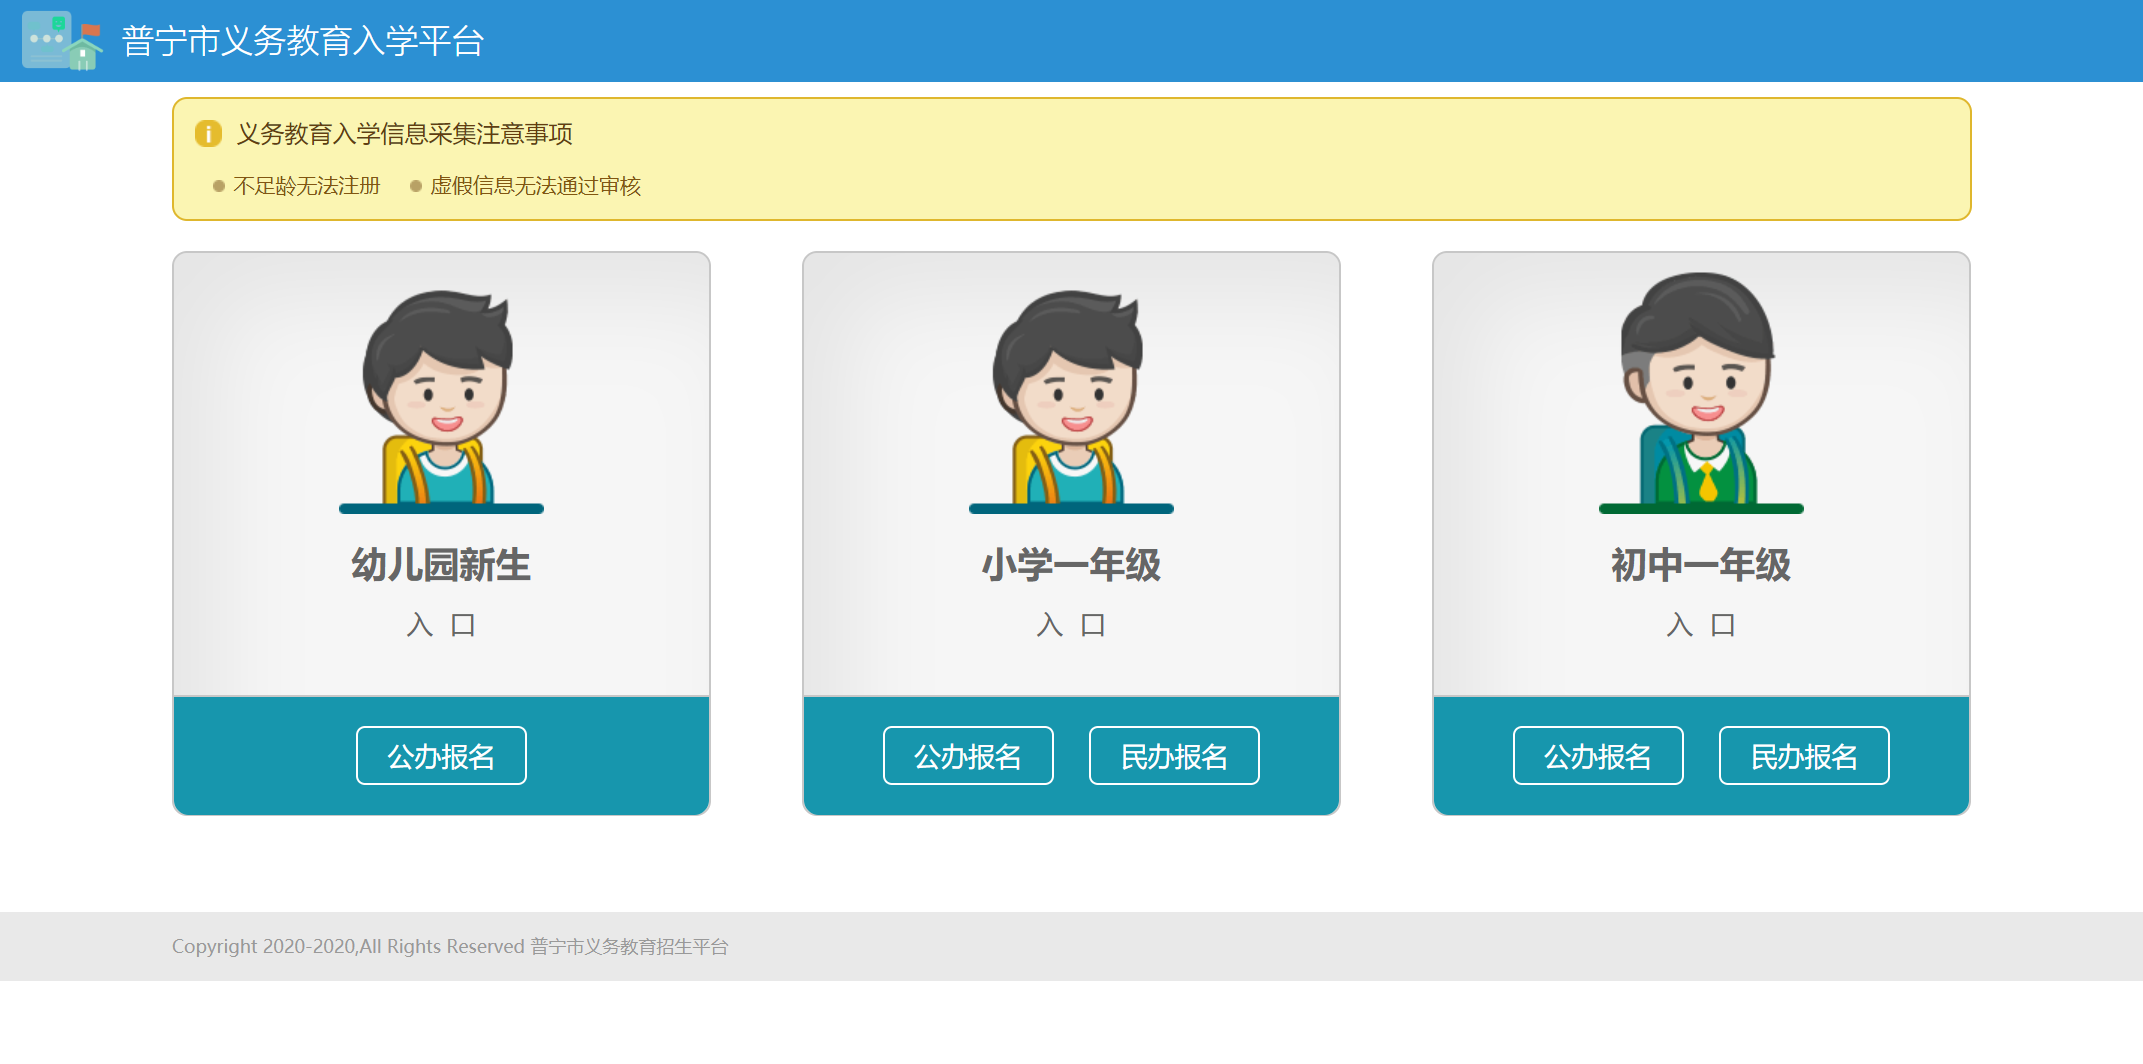 普宁市义务教育入学平台
义务教育入学信息采集注意事项
不足龄无法注册 虚假信息无法通过审核
幼儿园新生
入 口
公办报名
小学一年级
入 口
公办报名 民办报名
初中一年级
入 口
公办报名 民办报名
Copyright 2020-2020,All Rights Reserved 普宁市义务教育招生平台